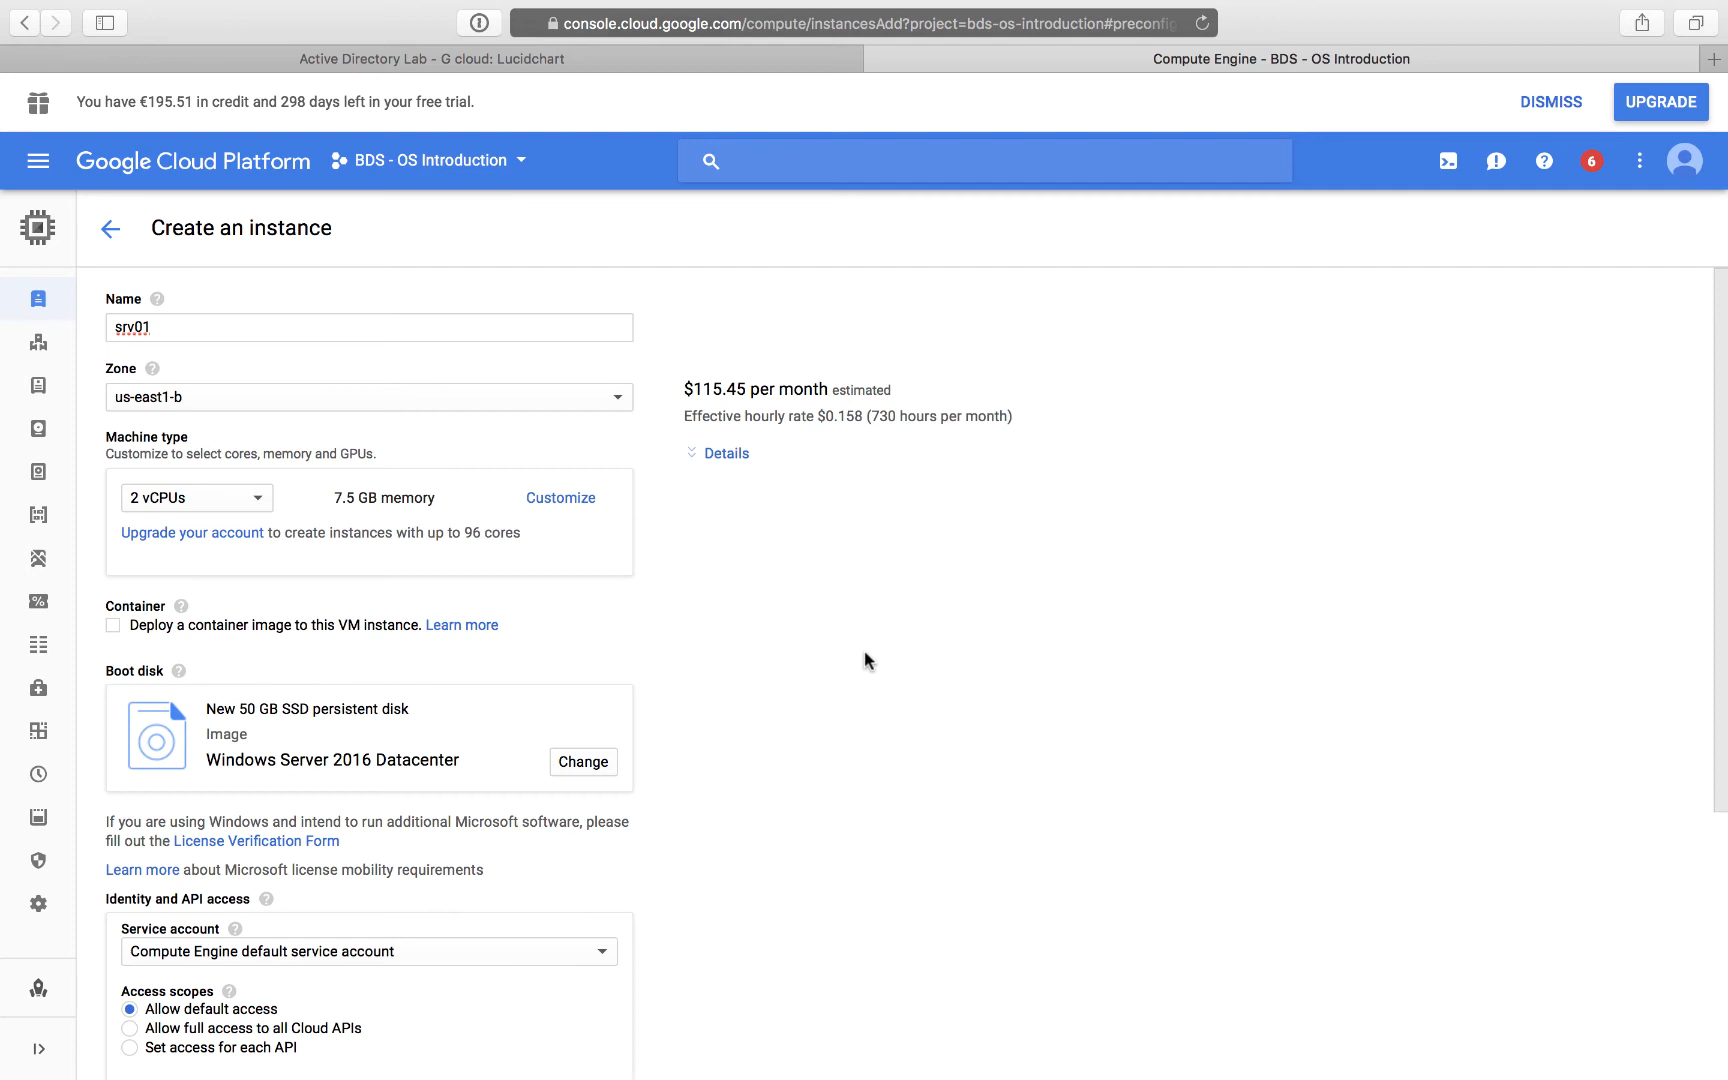 console.cloud.google.com/compute/instancesAdd?project=bds-os-introduction#preconfig
Active Directory Lab - G cloud: Lucidchart
Compute Engine - BDS - OS Introduction
You have €195.51 in credit and 298 days left in your free trial.
DISMISS
UPGRADE
Google Cloud Platform
BDS - OS Introduction
6
Create an instance
Name
srv01
Zone
us-east1-b
$115.45 per month estimated
Effective hourly rate $0.158 (730 hours per month)
Details
Machine type
Customize to select cores, memory and GPUs.
2 vCPUs
7.5 GB memory
Customize
Upgrade your account to create instances with up to 96 cores
Container
Deploy a container image to this VM instance. Learn more
Boot disk
New 50 GB SSD persistent disk
Image
Windows Server 2016 Datacenter
Change
If you are using Windows and intend to run additional Microsoft software, please
fill out the License Verification Form
Learn more about Microsoft license mobility requirements
Identity and API access
Service account
Compute Engine default service account
Access scopes
Allow default access
Allow full access to all Cloud APIs
Set access for each API